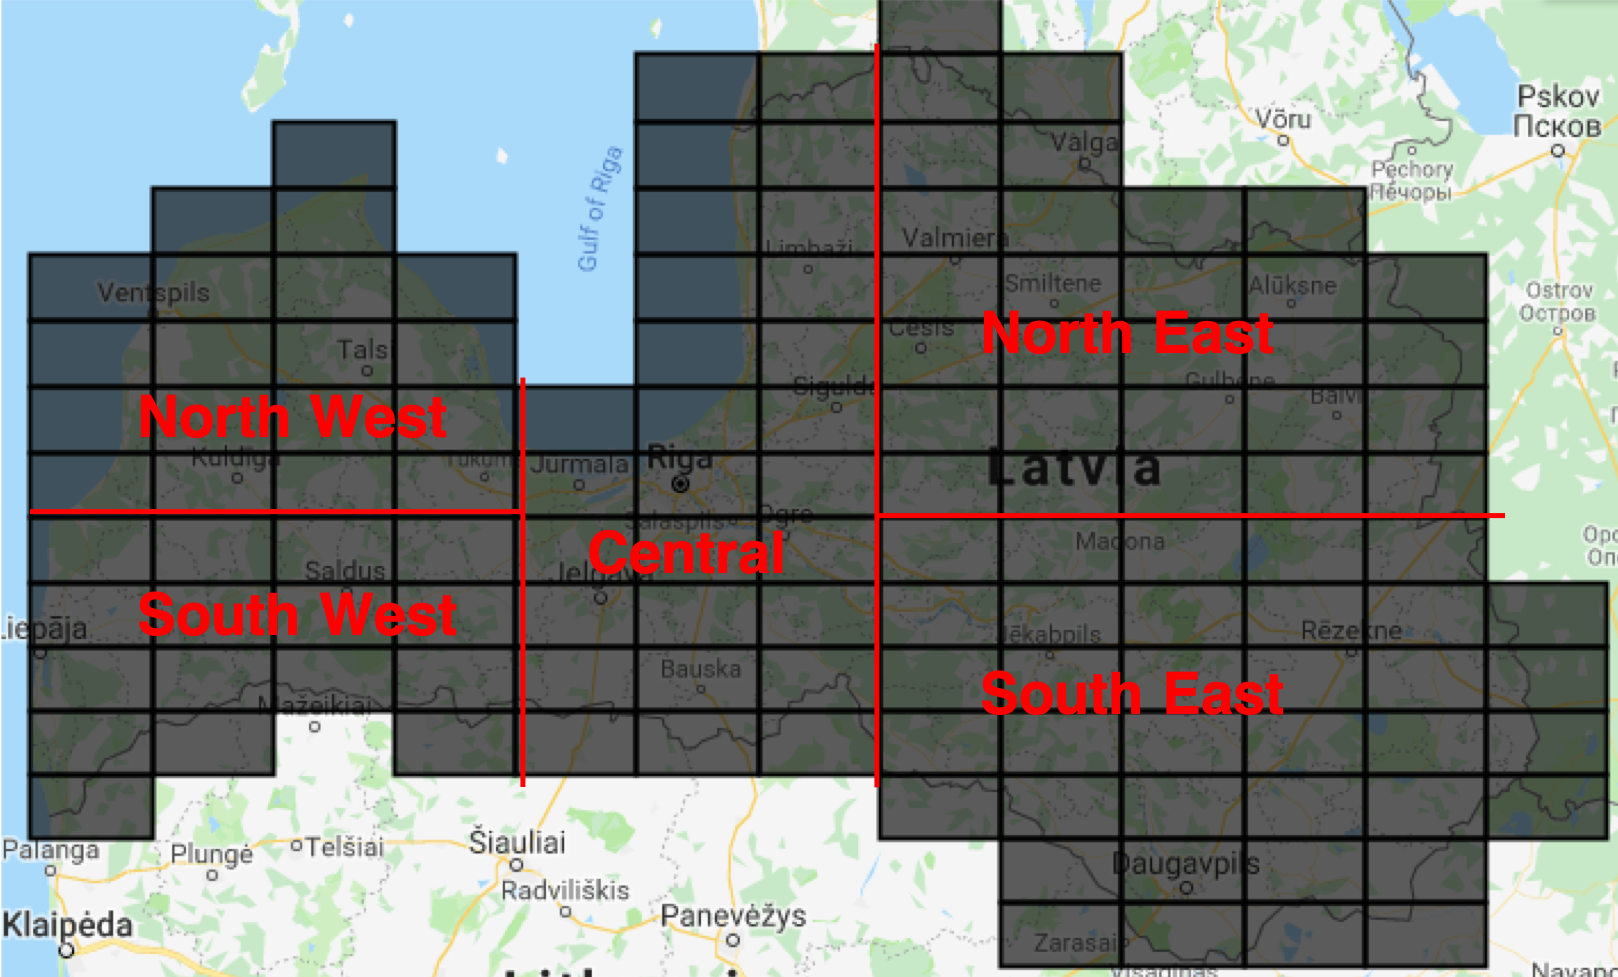 Pskov
Псков
Võru
Valga
Pechory
Печоры
Gulf of Riga
Limbaži
Valmiera
Ventspils
Smiltene
Alūksne
Ostrov
Остров
Cēsis
North East
Talsi
Sigulda
Gulbene
Balvi
North West
Kuldīga
Tukums
Jurmala
Riga
Latvia
Salaspils
Ogre
Madona
Central
Saldus
Jelgava
South West
Liepāja
Jēkabpils
Rēzekne
Bauska
South East
Mažeikiai
Palanga
Plungė
Telšiai
Šiauliai
Daugavpils
Radviliškis
Klaipėda
Panevėžys
Zarasai
Visaginas